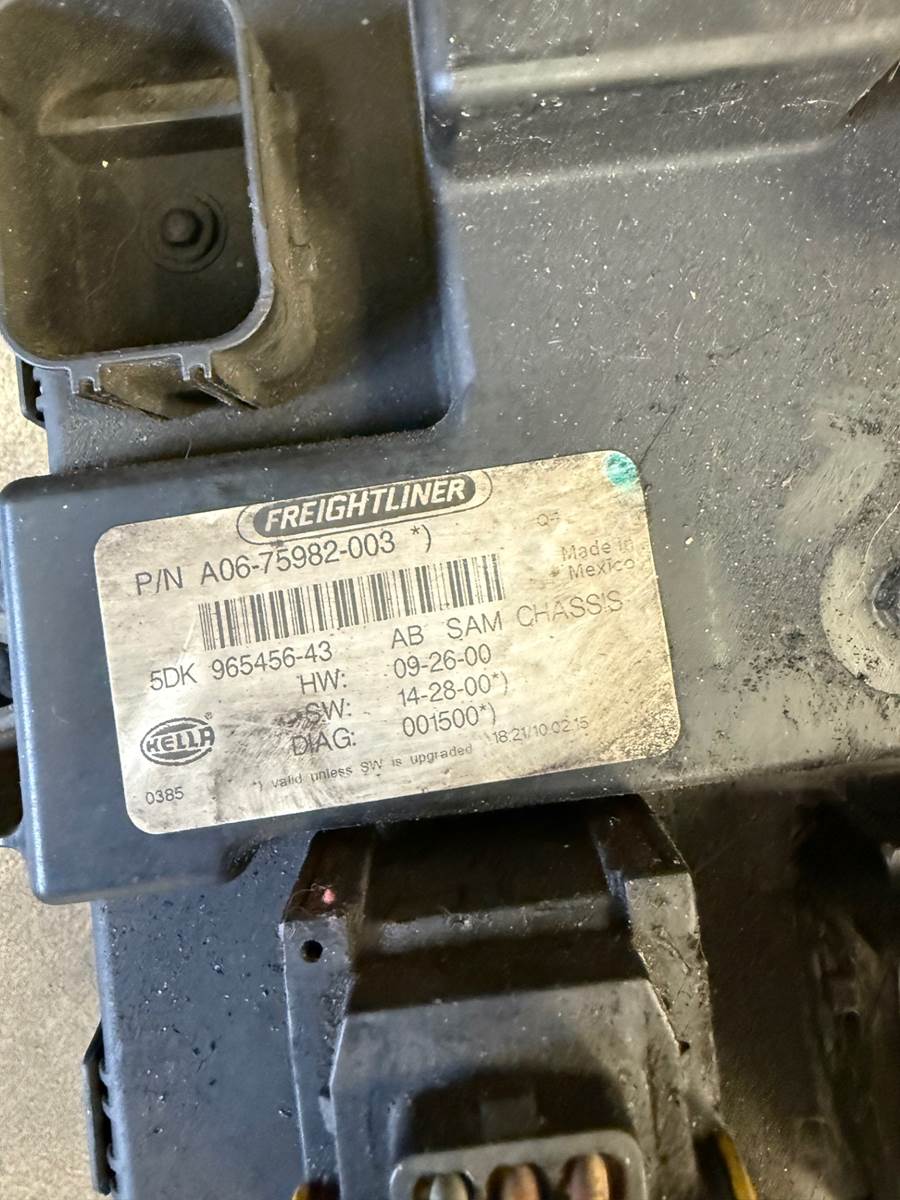 FREIGHTLINER
P/N A06-75982-003 *)
Made in
Mexico
5DK 965456-43 AB SAM CHASSIS
HW: 09-26-00
SW: 14-28-00*)
DIAG: 001500*)
*) valid unless SW is upgraded 18:21/10.02.15
HELLA®
0385